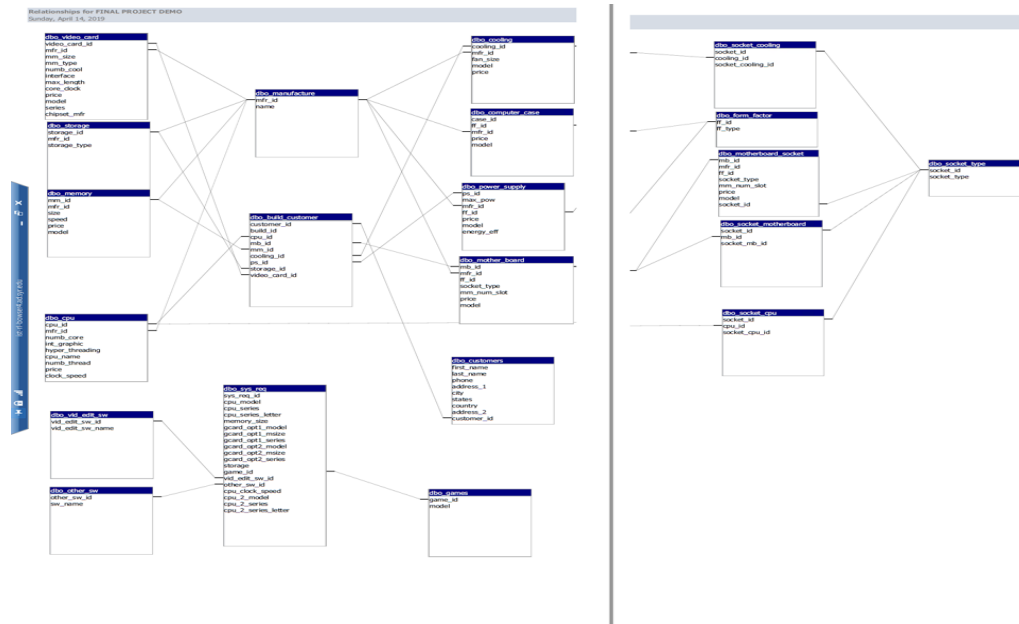 Relationships for FINAL PROJECT DEMO
Sunday, April 14, 2019
dbo_video_card
video_card_id
mfr_id
mm_size
mm_type
numb_cool
interface
max_length
core_clock
price
model
series
chipset_mfr
dbo_storage
storage_id
mfr_id
storage_type
dbo_memory
mm_id
mfr_id
size
speed
price
model
dbo_cpu
cpu_id
mfr_id
numb_core
int_graphic
hyper_threading
cpu_name
numb_thread
price
clock_speed
dbo_vid_edit_sw
vid_edit_sw_id
vid_edit_sw_name
dbo_other_sw
other_sw_id
sw_name
dbo_manufacture
mfr_id
name
dbo_build_customer
customer_id
build_id
cpu_id
mb_id
mm_id
cooling_id
ps_id
storage_id
video_card_id
dbo_sys_req
sys_req_id
cpu_model
cpu_series
cpu_series_letter
memory_size
gcard_opt1_model
gcard_opt1_msize
gcard_opt1_series
gcard_opt2_model
gcard_opt2_msize
gcard_opt2_series
storage
game_id
vid_edit_sw_id
other_sw_id
cpu_clock_speed
cpu_2_model
cpu_2_series
cpu_2_series_letter
dbo_cooling
cooling_id
mfr_id
fan_size
model
price
dbo_computer_case
case_id
ff_id
mfr_id
price
model
dbo_power_supply
ps_id
max_pow
mfr_id
ff_id
price
model
energy_eff
dbo_mother_board
mb_id
mfr_id
ff_id
socket_type
mm_num_slot
price
model
dbo_customers
first_name
last_name
phone
address_1
city
states
country
address_2
customer_id
dbo_games
game_id
model
dbo_socket_cooling
socket_id
cooling_id
socket_cooling_id
dbo_form_factor
ff_id
ff_type
dbo_motherboard_socket
mb_id
mfr_id
ff_id
socket_type
mm_num_slot
price
model
socket_id
dbo_socket_motherboard
socket_id
mb_id
socket_mb_id
dbo_socket_cpu
socket_id
cpu_id
socket_cpu_id
dbo_socket_type
socket_id
socket_type